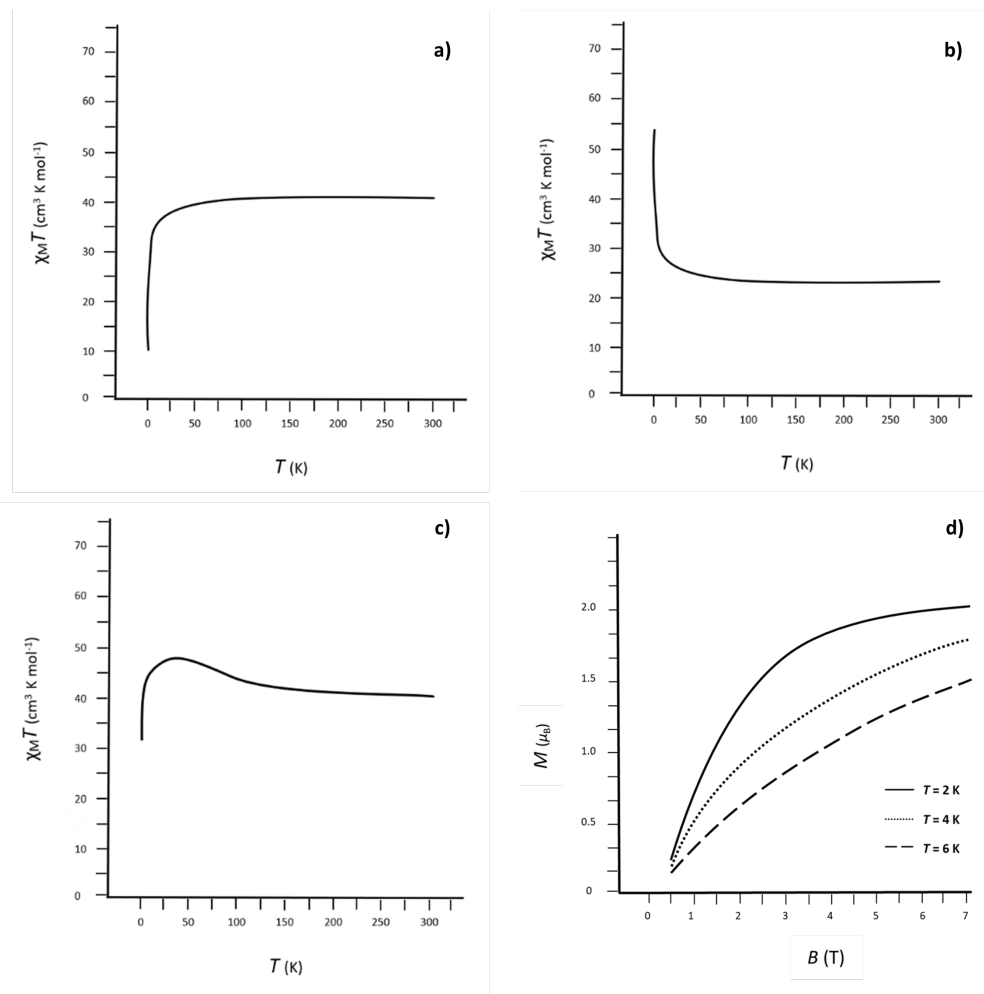 a)
70
60
50
40
30
20
10
0
χMT (cm³ K mol⁻¹)
0 50 100 150 200 250 300
T (K)
b)
70
60
50
40
30
20
10
0
χMT (cm³ K mol⁻¹)
0 50 100 150 200 250 300
T (K)
c)
70
60
50
40
30
20
10
0
χMT (cm³ K mol⁻¹)
0 50 100 150 200 250 300
T (K)
d)
2.0
1.5
1.0
0.5
0
M (μB)
T = 2 K
T = 4 K
T = 6 K
0 1 2 3 4 5 6 7
B (T)